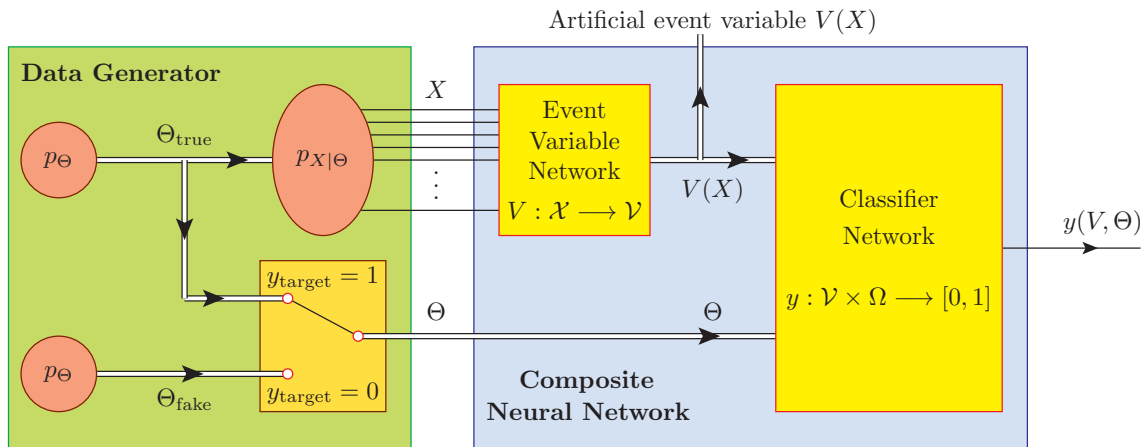 Artificial event variable V(X)
Data Generator
p_Θ
Θ_true
p_{X|Θ}
X
⋮
Event
Variable
Network
V : 𝒳 ⟶ 𝒱
V(X)
Classifier
Network
y : 𝒱 × Ω ⟶ [0, 1]
y(V, Θ)
y_target = 1
Θ
Θ
p_Θ
Θ_fake
y_target = 0
Composite
Neural Network